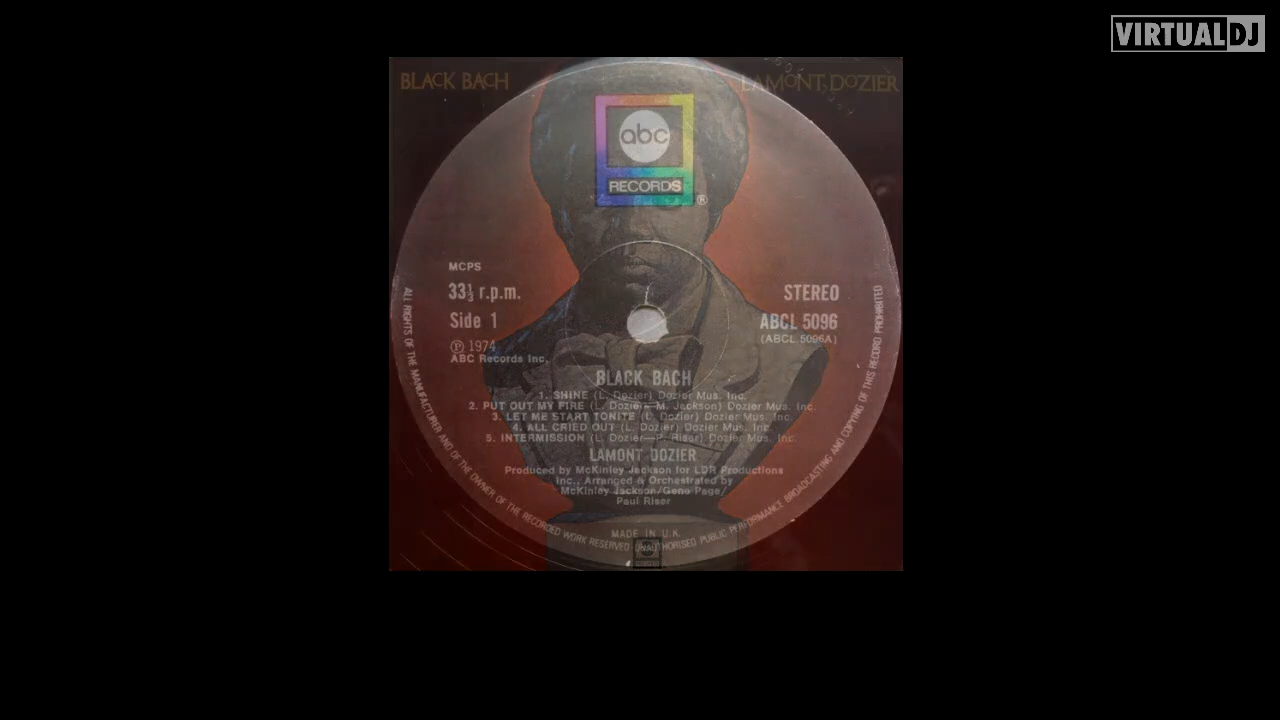 VIRTUALDJ
BLACK BACH
LAMONT DOZIER
abc
RECORDS
®
MCPS
33⅓ r.p.m.
STEREO
Side 1
ABCL 5096
(ABCL 5096A)
Ⓟ 1974
ABC Records Inc.
BLACK BACH
1. SHINE (L. Dozier) Dozier Mus. Inc.
2. PUT OUT MY FIRE (L. Dozier—M. Jackson) Dozier Mus. Inc.
3. LET ME START TONITE (L. Dozier) Dozier Mus. Inc.
4. ALL CRIED OUT (L. Dozier) Dozier Mus. Inc.
5. INTERMISSION (L. Dozier—P. Riser) Dozier Mus. Inc.
LAMONT DOZIER
Produced by McKinley Jackson for LDR Productions
Inc., Arranged & Orchestrated by
McKinley Jackson/Gene Page/
Paul Riser
MADE IN U.K.
ALL RIGHTS OF THE MANUFACTURER AND OF THE OWNER OF THE RECORDED WORK RESERVED UNAUTHORISED PUBLIC PERFORMANCE BROADCASTING AND COPYING OF THIS RECORD PROHIBITED